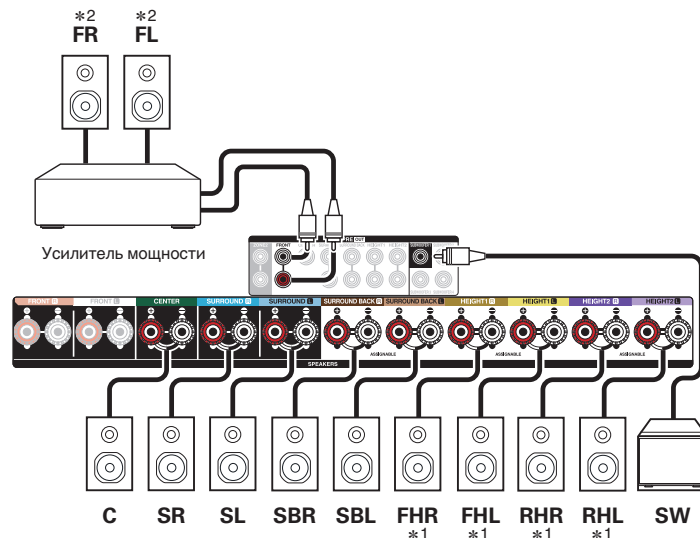 *2 *2
FR FL
Усилитель мощности
PRE OUT
FRONT
FRONT R FRONT L CENTER SURROUND R SURROUND L SURROUND BACK R SURROUND BACK L HEIGHT1 R HEIGHT1 L HEIGHT2 R HEIGHT2 L
ASSIGNABLE ASSIGNABLE ASSIGNABLE
SPEAKERS
C SR SL SBR SBL FHR FHL RHR RHL SW
*1 *1 *1 *1